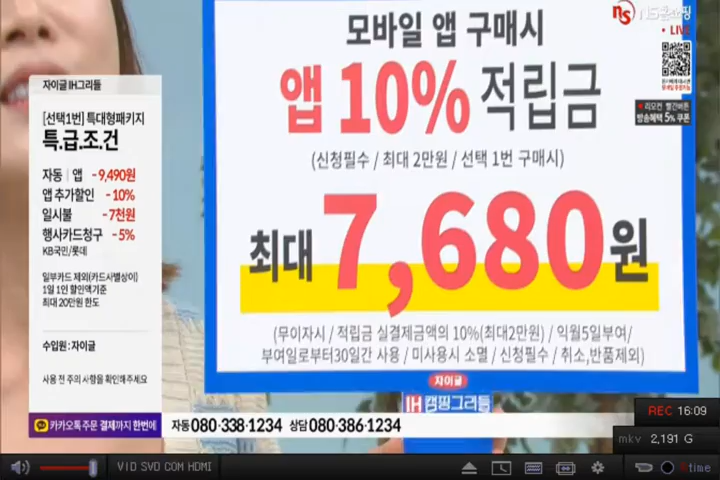 모바일 앱 구매시
앱 10% 적립금
(신청필수 / 최대 2만원 / 선택 1번 구매시)
최대 7,680원
(무이자시 / 적립금 실결제금액의 10%(최대2만원) / 익월5일부여/
부여일로부터30일간 사용 / 미사용시 소멸 / 신청필수 / 취소,반품제외)
자이글
IH캠핑그리들
NS홈쇼핑
LIVE
리모컨 빨간버튼
방송혜택 5% 쿠폰
자이글 IH그리들
[선택1번] 특대형패키지
특.급.조.건
자동 | 앱 -9,490원
앱 추가할인 -10%
일시불 -7천원
행사카드청구 -5%
KB국민/롯데
일부카드 제외(카드사별상이)
1일 1인 할인액기준
최대 20만원 한도
수입원 : 자이글
사용 전 주의 사항을 확인해주세요
카카오톡 주문 결제까지 한번에
자동 080-338-1234 상담 080-386-1234
REC 16:09
mkv 2,191 G
VID SVD COM HDMI
time